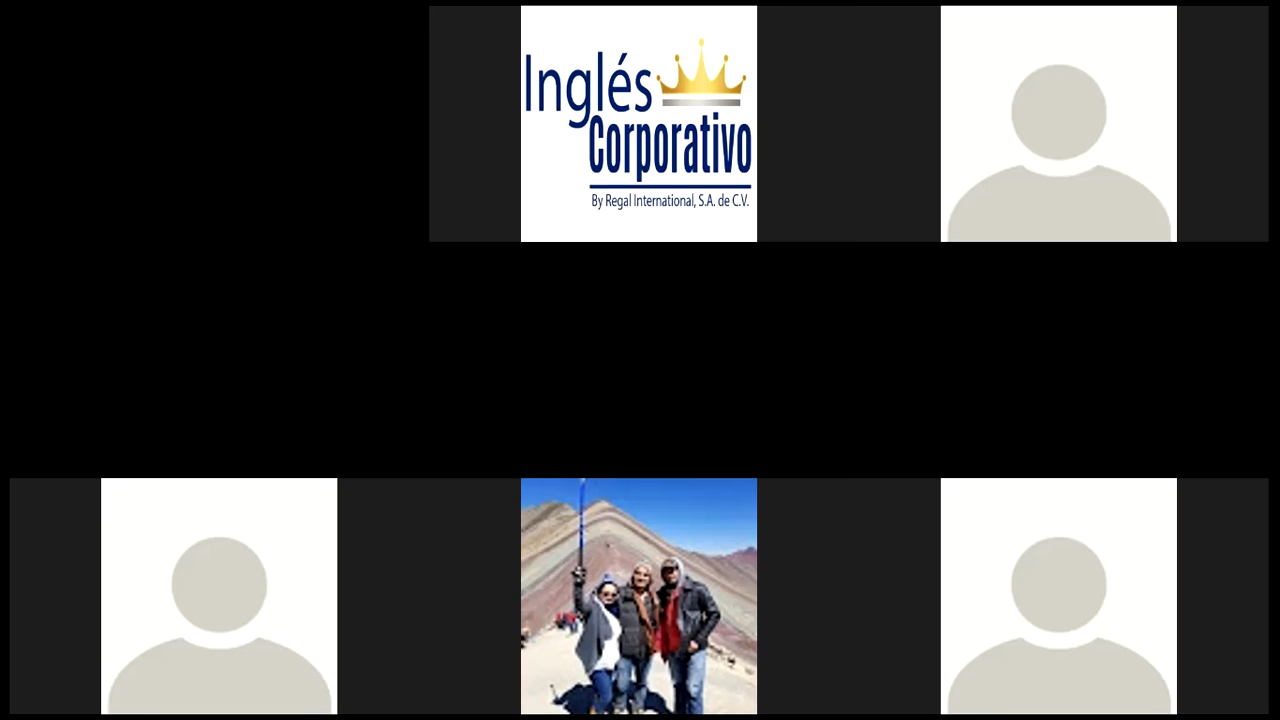 Inglés
Corporativo
By Regal International, S.A. de C.V.